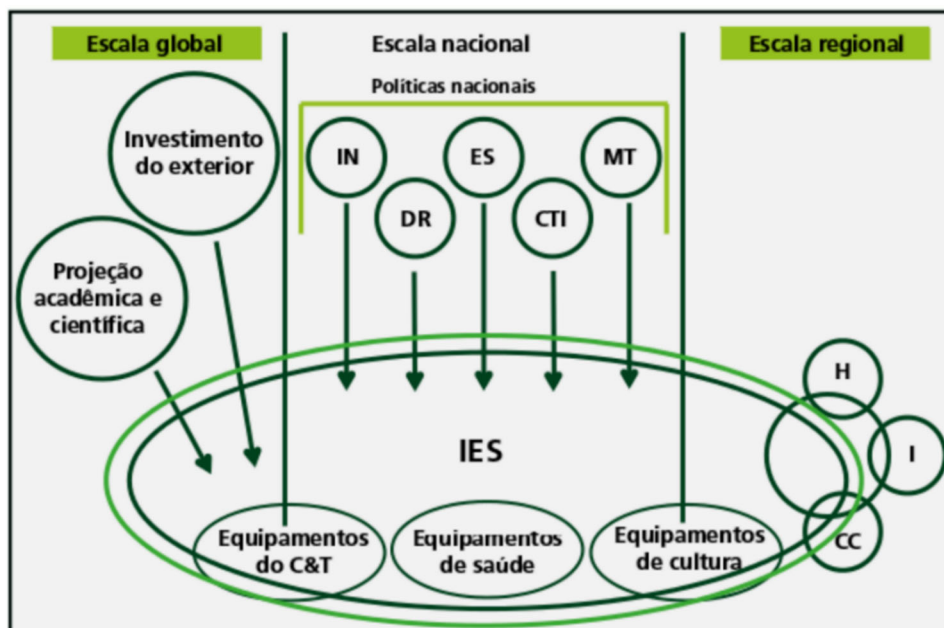 Escala global
Escala nacional
Escala regional
Políticas nacionais
Investimento
do exterior
IN
ES
MT
DR
CTI
Projeção
acadêmica e
científica
H
I
CC
IES
Equipamentos
do C&T
Equipamentos
de saúde
Equipamentos
de cultura